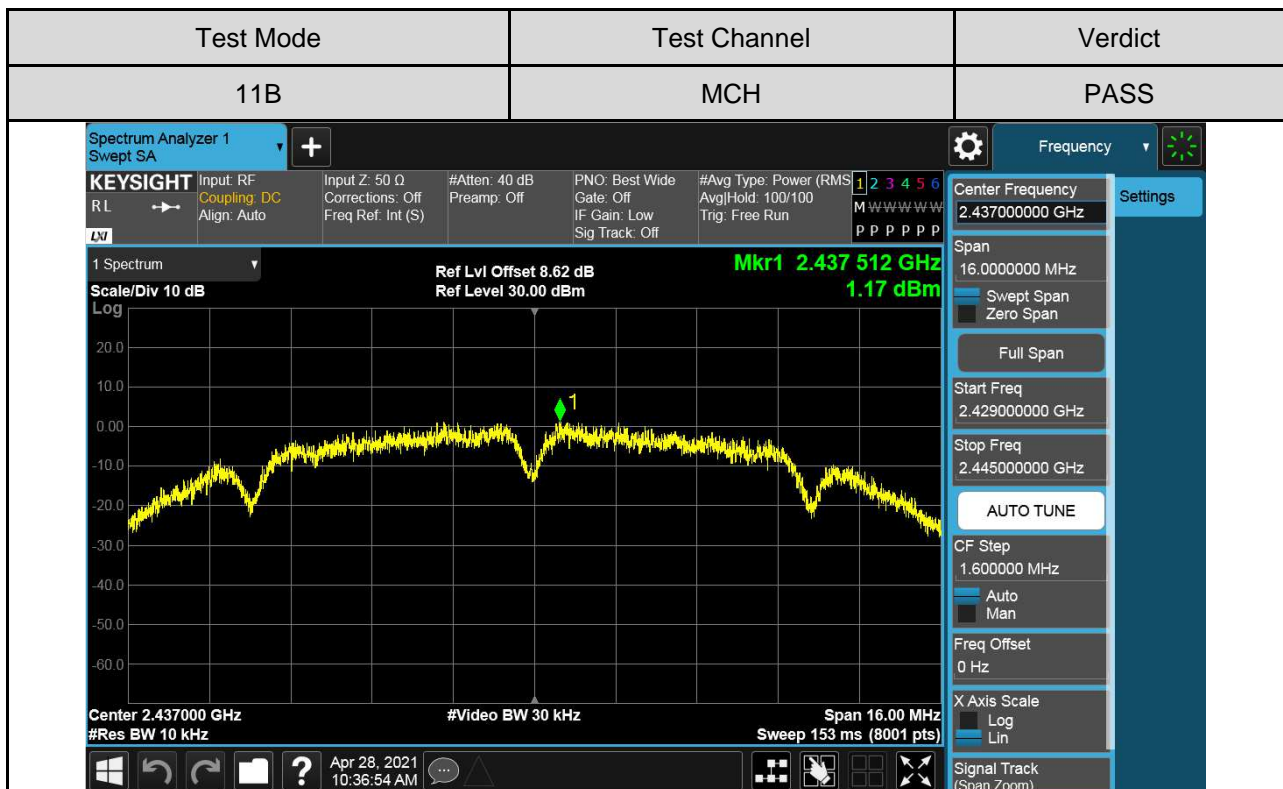 Test Mode Test Channel Verdict
11B MCH PASS
Spectrum Analyzer 1
Swept SA
+
Frequency
KEYSIGHT
RL
LXI
Input: RF
Coupling: DC
Align: Auto
Input Z: 50 Ω
Corrections: Off
Freq Ref: Int (S)
#Atten: 40 dB
Preamp: Off
PNO: Best Wide
Gate: Off
IF Gain: Low
Sig Track: Off
#Avg Type: Power (RMS
Avg|Hold: 100/100
Trig: Free Run
1 2 3 4 5 6
M W W W W W
P P P P P P
1 Spectrum
Scale/Div 10 dB
Log
Ref Lvl Offset 8.62 dB
Ref Level 30.00 dBm
Mkr1 2.437 512 GHz
1.17 dBm
20.0
10.0
0.00
-10.0
-20.0
-30.0
-40.0
-50.0
-60.0
1
Center 2.437000 GHz
#Res BW 10 kHz
#Video BW 30 kHz
Span 16.00 MHz
Sweep 153 ms (8001 pts)
?
Apr 28, 2021
10:36:54 AM
Center Frequency
2.437000000 GHz
Settings
Span
16.0000000 MHz
Swept Span
Zero Span
Full Span
Start Freq
2.429000000 GHz
Stop Freq
2.445000000 GHz
AUTO TUNE
CF Step
1.600000 MHz
Auto
Man
Freq Offset
0 Hz
X Axis Scale
Log
Lin
Signal Track
(Span Zoom)